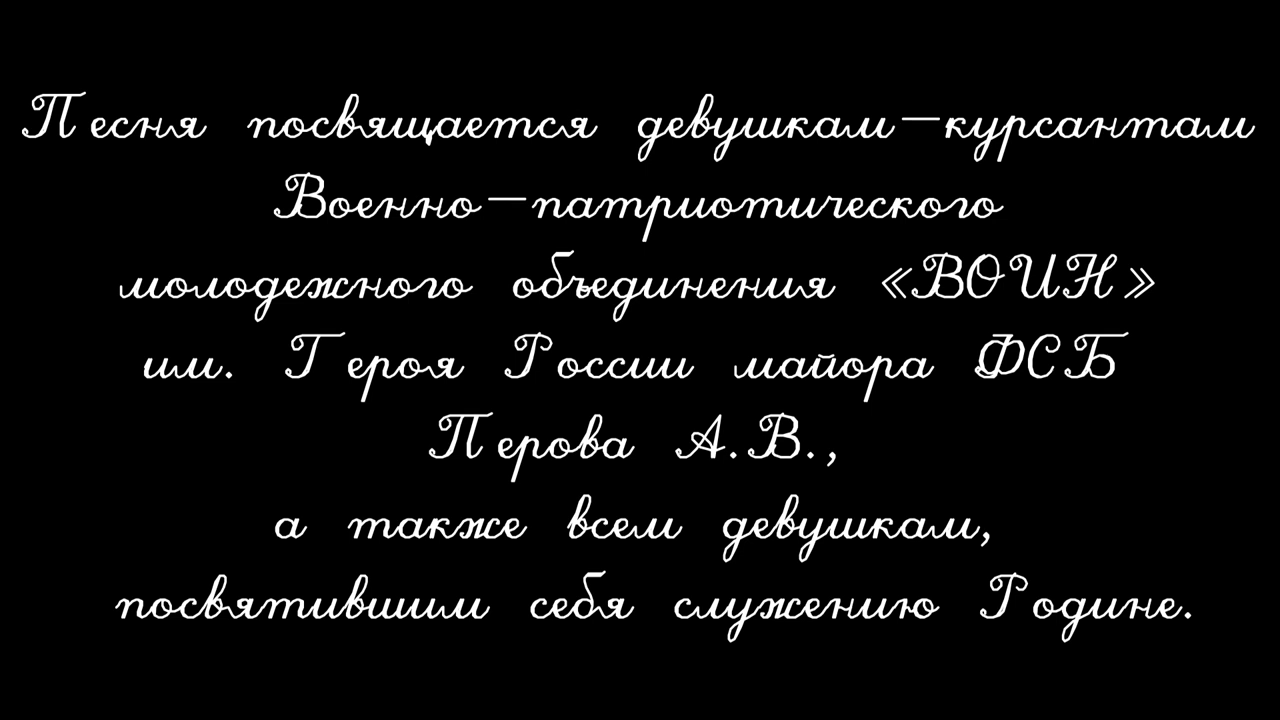 Песня посвящается девушкам-курсантам
Военно-патриотического
молодежного объединения «ВОИН»
им. Героя России майора ФСБ
Перова А.В.,
а также всем девушкам,
посвятившим себя служению Родине.